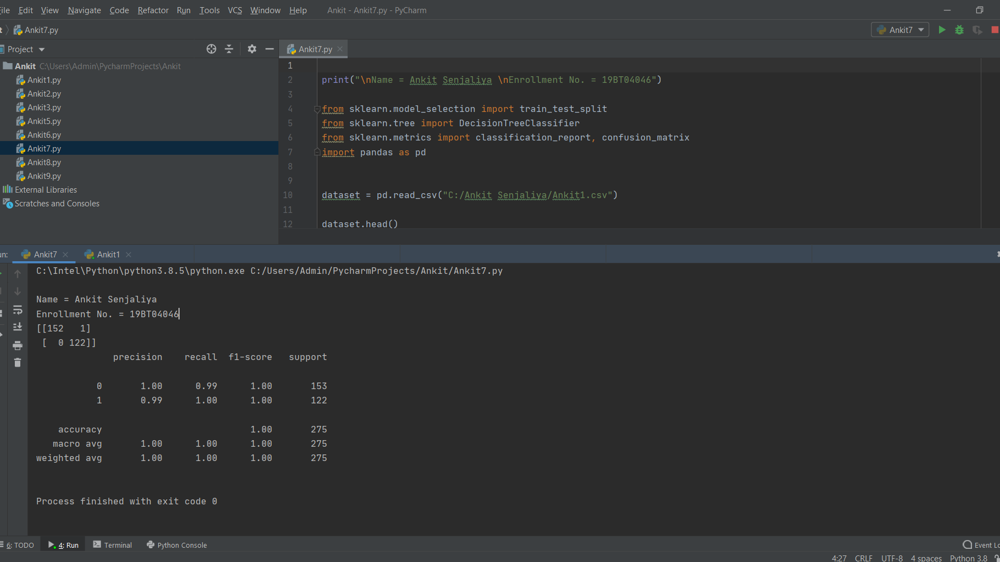 ile Edit View Navigate Code Refactor Run Tools VCS Window Help Ankit - Ankit7.py - PyCharm
t Ankit7.py Ankit7
Project Ankit7.py
Ankit C:\Users\Admin\PycharmProjects\Ankit
Ankit1.py
Ankit2.py
Ankit3.py
Ankit5.py
Ankit6.py
Ankit7.py
Ankit8.py
Ankit9.py
External Libraries
Scratches and Consoles
1
2 print("\nName = Ankit Senjaliya \nEnrollment No. = 19BT04046")
3
4 from sklearn.model_selection import train_test_split
5 from sklearn.tree import DecisionTreeClassifier
6 from sklearn.metrics import classification_report, confusion_matrix
7 import pandas as pd
8
9
10 dataset = pd.read_csv("C:/Ankit Senjaliya/Ankit1.csv")
11
12 dataset.head()
un: Ankit7 Ankit1
C:\Intel\Python\python3.8.5\python.exe C:/Users/Admin/PycharmProjects/Ankit/Ankit7.py
Name = Ankit Senjaliya
Enrollment No. = 19BT04046
[[152   1]
 [  0 122]]
precision recall f1-score support
0 1.00 0.99 1.00 153
1 0.99 1.00 1.00 122
accuracy 1.00 275
macro avg 1.00 1.00 1.00 275
weighted avg 1.00 1.00 1.00 275
Process finished with exit code 0
6: TODO 4: Run Terminal Python Console Event Lo
4:27 CRLF UTF-8 4 spaces Python 3.8